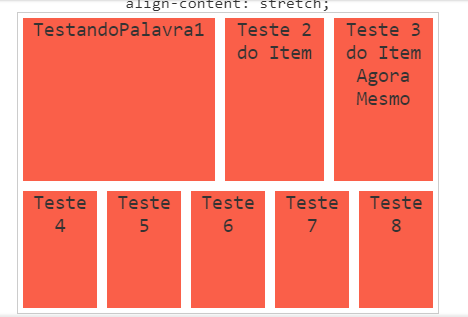 align-content: stretch;
TestandoPalavra1
Teste 2
do Item
Teste 3
do Item
Agora
Mesmo
Teste
4
Teste
5
Teste
6
Teste
7
Teste
8